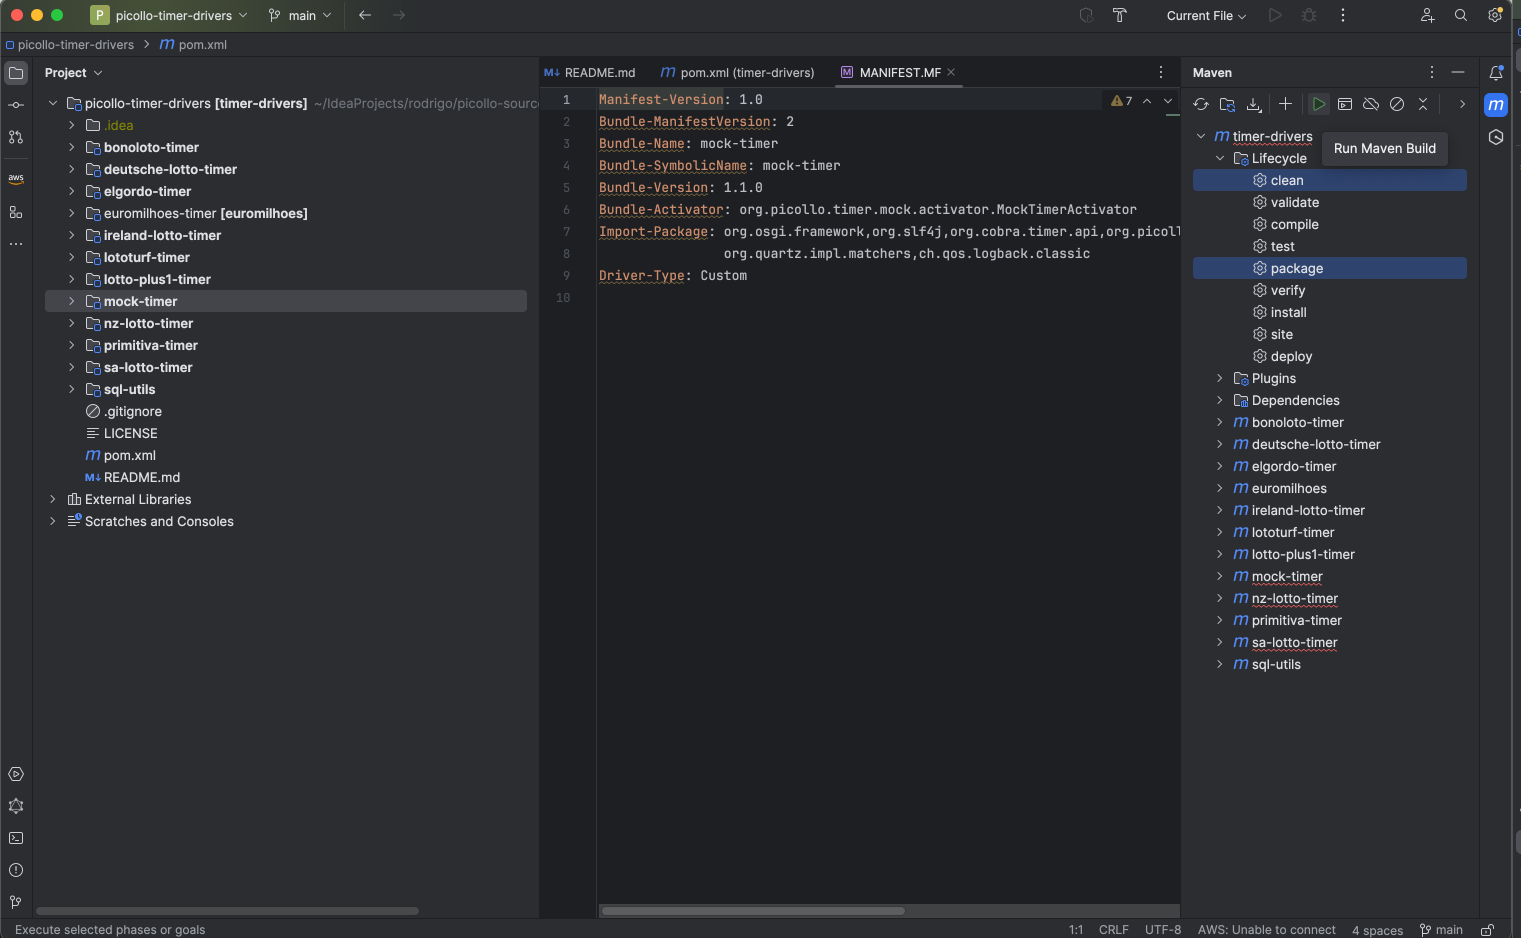 P picollo-timer-drivers main Current File
picollo-timer-drivers m pom.xml
Project
picollo-timer-drivers [timer-drivers] ~/IdeaProjects/rodrigo/picollo-sourc
.idea
bonoloto-timer
deutsche-lotto-timer
elgordo-timer
euromilhoes-timer [euromilhoes]
ireland-lotto-timer
lototurf-timer
lotto-plus1-timer
mock-timer
nz-lotto-timer
primitiva-timer
sa-lotto-timer
sql-utils
.gitignore
LICENSE
m pom.xml
M↓ README.md
External Libraries
Scratches and Consoles
aws
M↓ README.md m pom.xml (timer-drivers) M MANIFEST.MF
7
1 Manifest-Version: 1.0
2 Bundle-ManifestVersion: 2
3 Bundle-Name: mock-timer
4 Bundle-SymbolicName: mock-timer
5 Bundle-Version: 1.1.0
6 Bundle-Activator: org.picollo.timer.mock.activator.MockTimerActivator
7 Import-Package: org.osgi.framework,org.slf4j,org.cobra.timer.api,org.picoll
8 org.quartz.impl.matchers,ch.qos.logback.classic
9 Driver-Type: Custom
10
Maven
m
m timer-drivers
Run Maven Build
Lifecycle
clean
validate
compile
test
package
verify
install
site
deploy
Plugins
Dependencies
m bonoloto-timer
m deutsche-lotto-timer
m elgordo-timer
m euromilhoes
m ireland-lotto-timer
m lototurf-timer
m lotto-plus1-timer
m mock-timer
m nz-lotto-timer
m primitiva-timer
m sa-lotto-timer
m sql-utils
Execute selected phases or goals 1:1 CRLF UTF-8 AWS: Unable to connect 4 spaces main